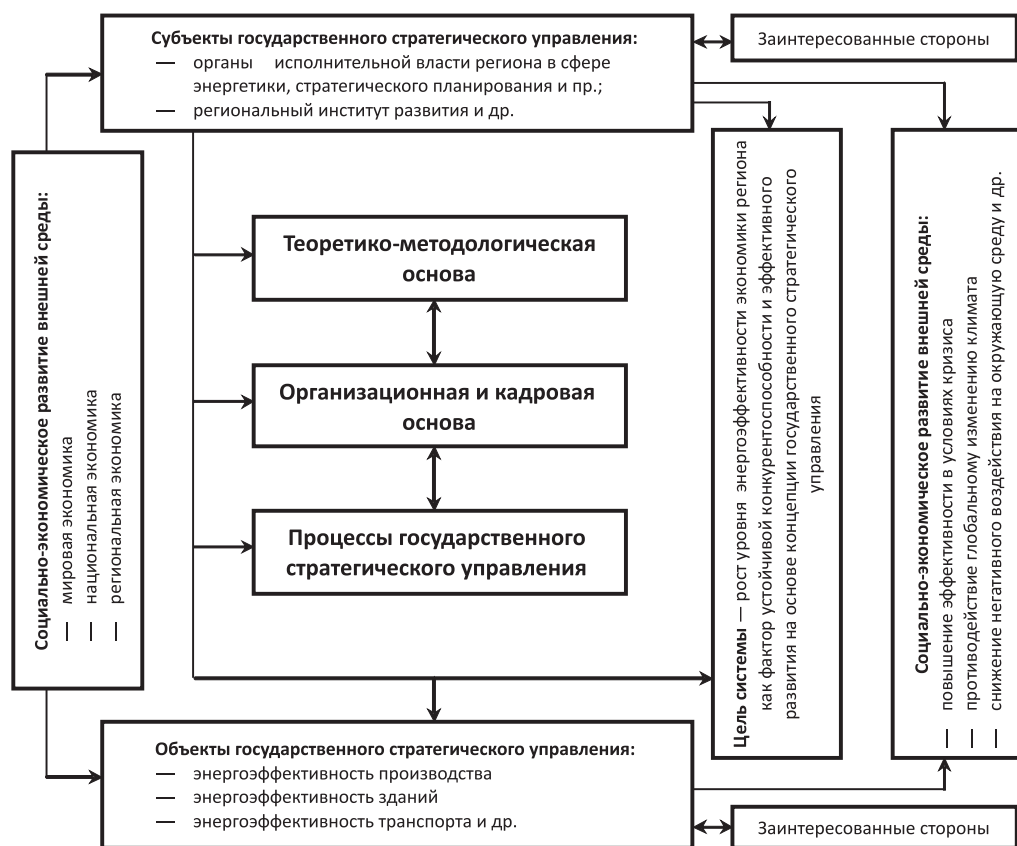 Субъекты государственного стратегического управления:
— органы исполнительной власти региона в сфере
энергетики, стратегического планирования и пр.;
— региональный институт развития и др.
Заинтересованные стороны
Социально-экономическое развитие внешней среды:
— мировая экономика
— национальная экономика
— региональная экономика
Теоретико-методологическая
основа
Организационная и кадровая
основа
Процессы государственного
стратегического управления
Цель системы — рост уровня энергоэффективности экономики региона
как фактор устойчивой конкурентоспособности и эффективного
развития на основе концепции государственного стратегического
управления
Социально-экономическое развитие внешней среды:
— повышение эффективности в условиях кризиса
— противодействие глобальному изменению климата
— снижение негативного воздействия на окружающую среду и др.
Объекты государственного стратегического управления:
— энергоэффективность производства
— энергоэффективность зданий
— энергоэффективность транспорта и др.
Заинтересованные стороны